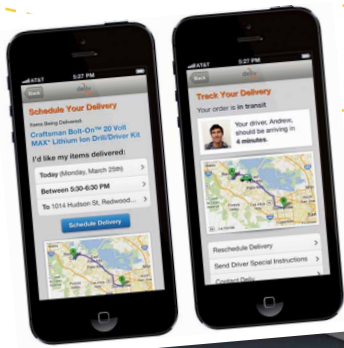 AT&T
5:27 PM
Back
Schedule Your Delivery
Items Being Delivered:
Craftsman Bolt-On™ 20 Volt
MAX* Lithium Ion Drill/Driver Kit
I'd like my items delivered:
Today (Monday, March 25th)
Between 5:30-6:30 PM
To 1014 Hudson St, Redwood...
Schedule Delivery
AT&T
5:27 PM
Back
Track Your Delivery
Your order is in transit
Your driver, Andrew,
should be arriving in
4 minutes.
Reschedule Delivery
Send Driver Special Instructions
Contact Deliv